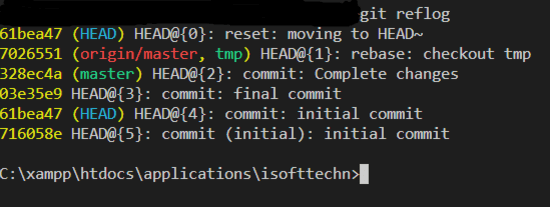 git reflog
61bea47 (HEAD) HEAD@{0}: reset: moving to HEAD~
7026551 (origin/master, tmp) HEAD@{1}: rebase: checkout tmp
328ec4a (master) HEAD@{2}: commit: Complete changes
03e35e9 HEAD@{3}: commit: final commit
61bea47 (HEAD) HEAD@{4}: commit: initial commit
716058e HEAD@{5}: commit (initial): initial commit
C:\xampp\htdocs\applications\isofttechn>